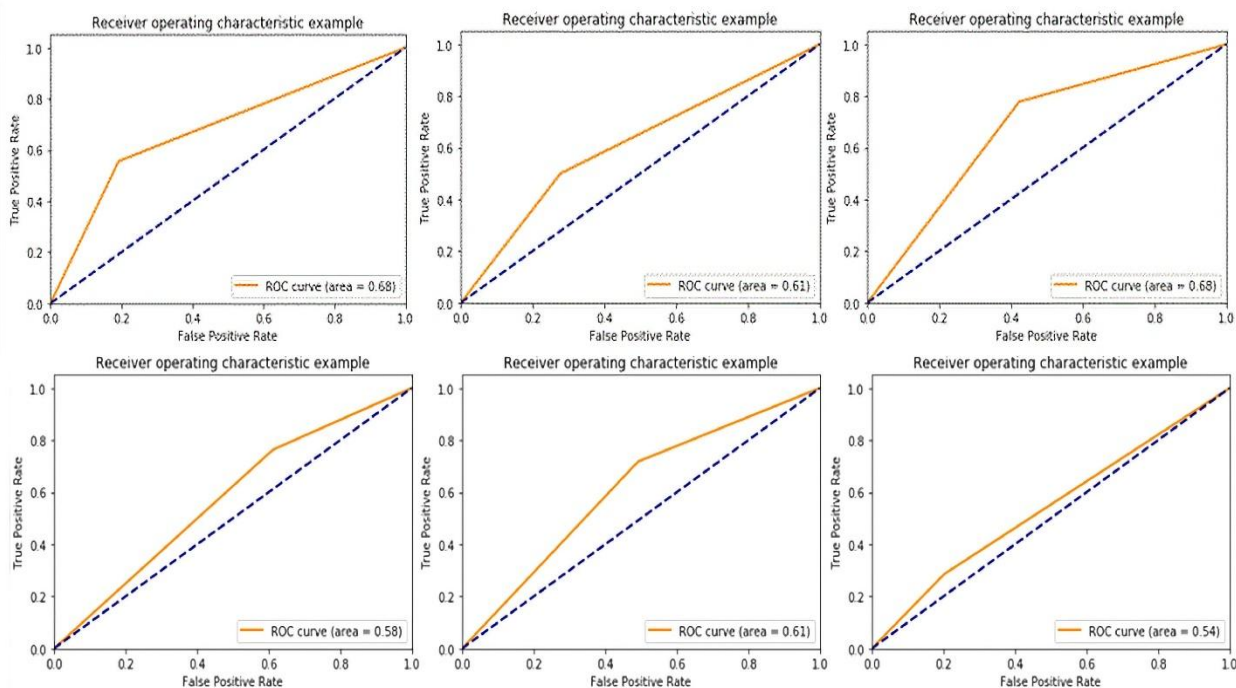 Receiver operating characteristic example
1.0
0.8
0.6
0.4
0.2
0.0
True Positive Rate
ROC curve (area = 0.68)
0.0 0.2 0.4 0.6 0.8 1.0
False Positive Rate
Receiver operating characteristic example
1.0
0.8
0.6
0.4
0.2
0.0
True Positive Rate
ROC curve (area = 0.61)
0.0 0.2 0.4 0.6 0.8 1.0
False Positive Rate
Receiver operating characteristic example
1.0
0.8
0.6
0.4
0.2
0.0
True Positive Rate
ROC curve (area = 0.68)
0.0 0.2 0.4 0.6 0.8 1.0
False Positive Rate
Receiver operating characteristic example
1.0
0.8
0.6
0.4
0.2
0.0
True Positive Rate
ROC curve (area = 0.58)
0.0 0.2 0.4 0.6 0.8 1.0
False Positive Rate
Receiver operating characteristic example
1.0
0.8
0.6
0.4
0.2
0.0
True Positive Rate
ROC curve (area = 0.61)
0.0 0.2 0.4 0.6 0.8 1.0
False Positive Rate
Receiver operating characteristic example
1.0
0.8
0.6
0.4
0.2
0.0
True Positive Rate
ROC curve (area = 0.54)
0.0 0.2 0.4 0.6 0.8 1.0
False Positive Rate